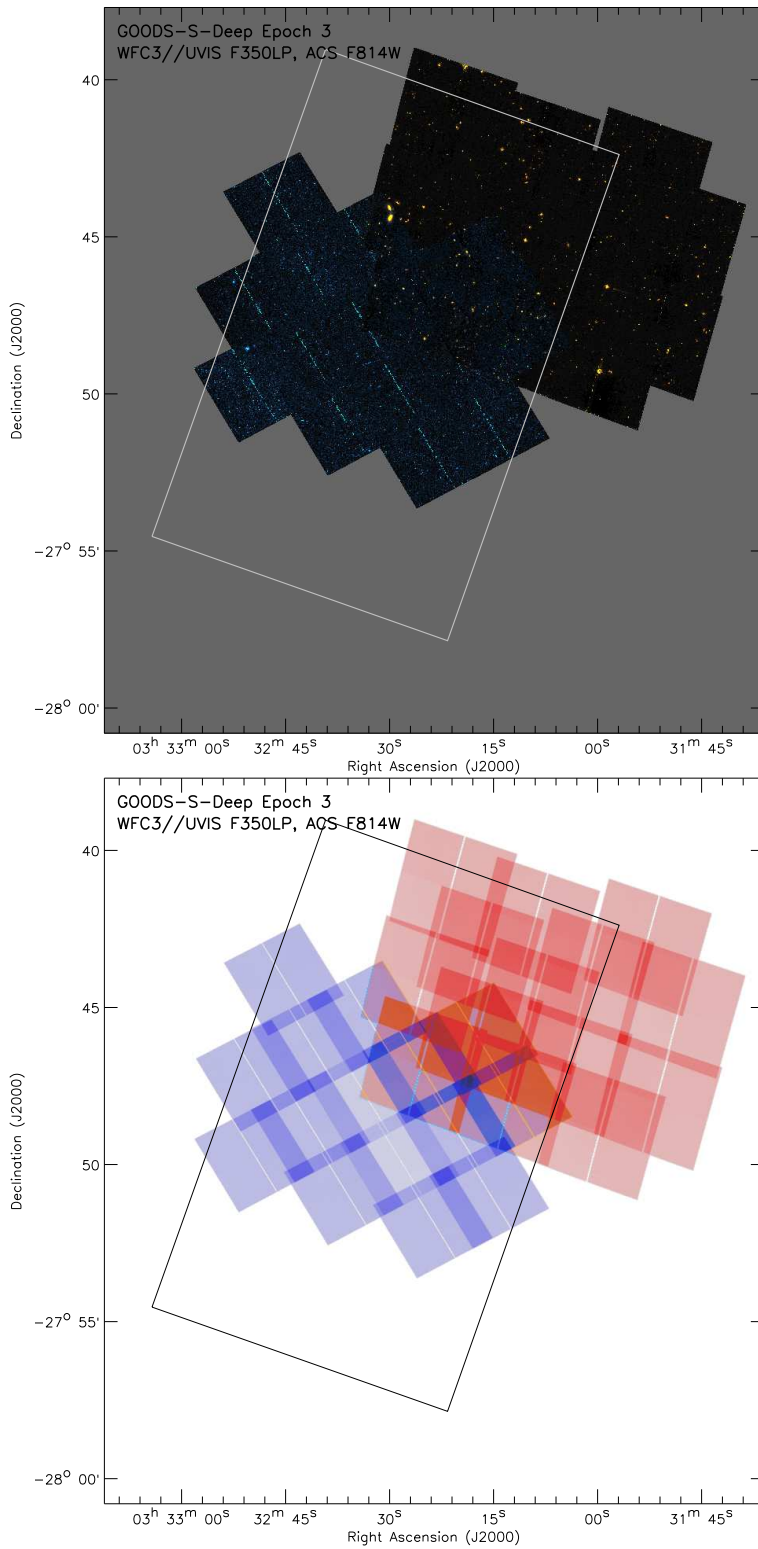 GOODS-S-Deep Epoch 3
WFC3//UVIS F350LP, ACS F814W
40
45
50
-27° 55'
-28° 00'
Declination (J2000)
03h 33m 00s 32m 45s 30s 15s 00s 31m 45s
Right Ascension (J2000)
GOODS-S-Deep Epoch 3
WFC3//UVIS F350LP, ACS F814W
40
45
50
-27° 55'
-28° 00'
Declination (J2000)
03h 33m 00s 32m 45s 30s 15s 00s 31m 45s
Right Ascension (J2000)